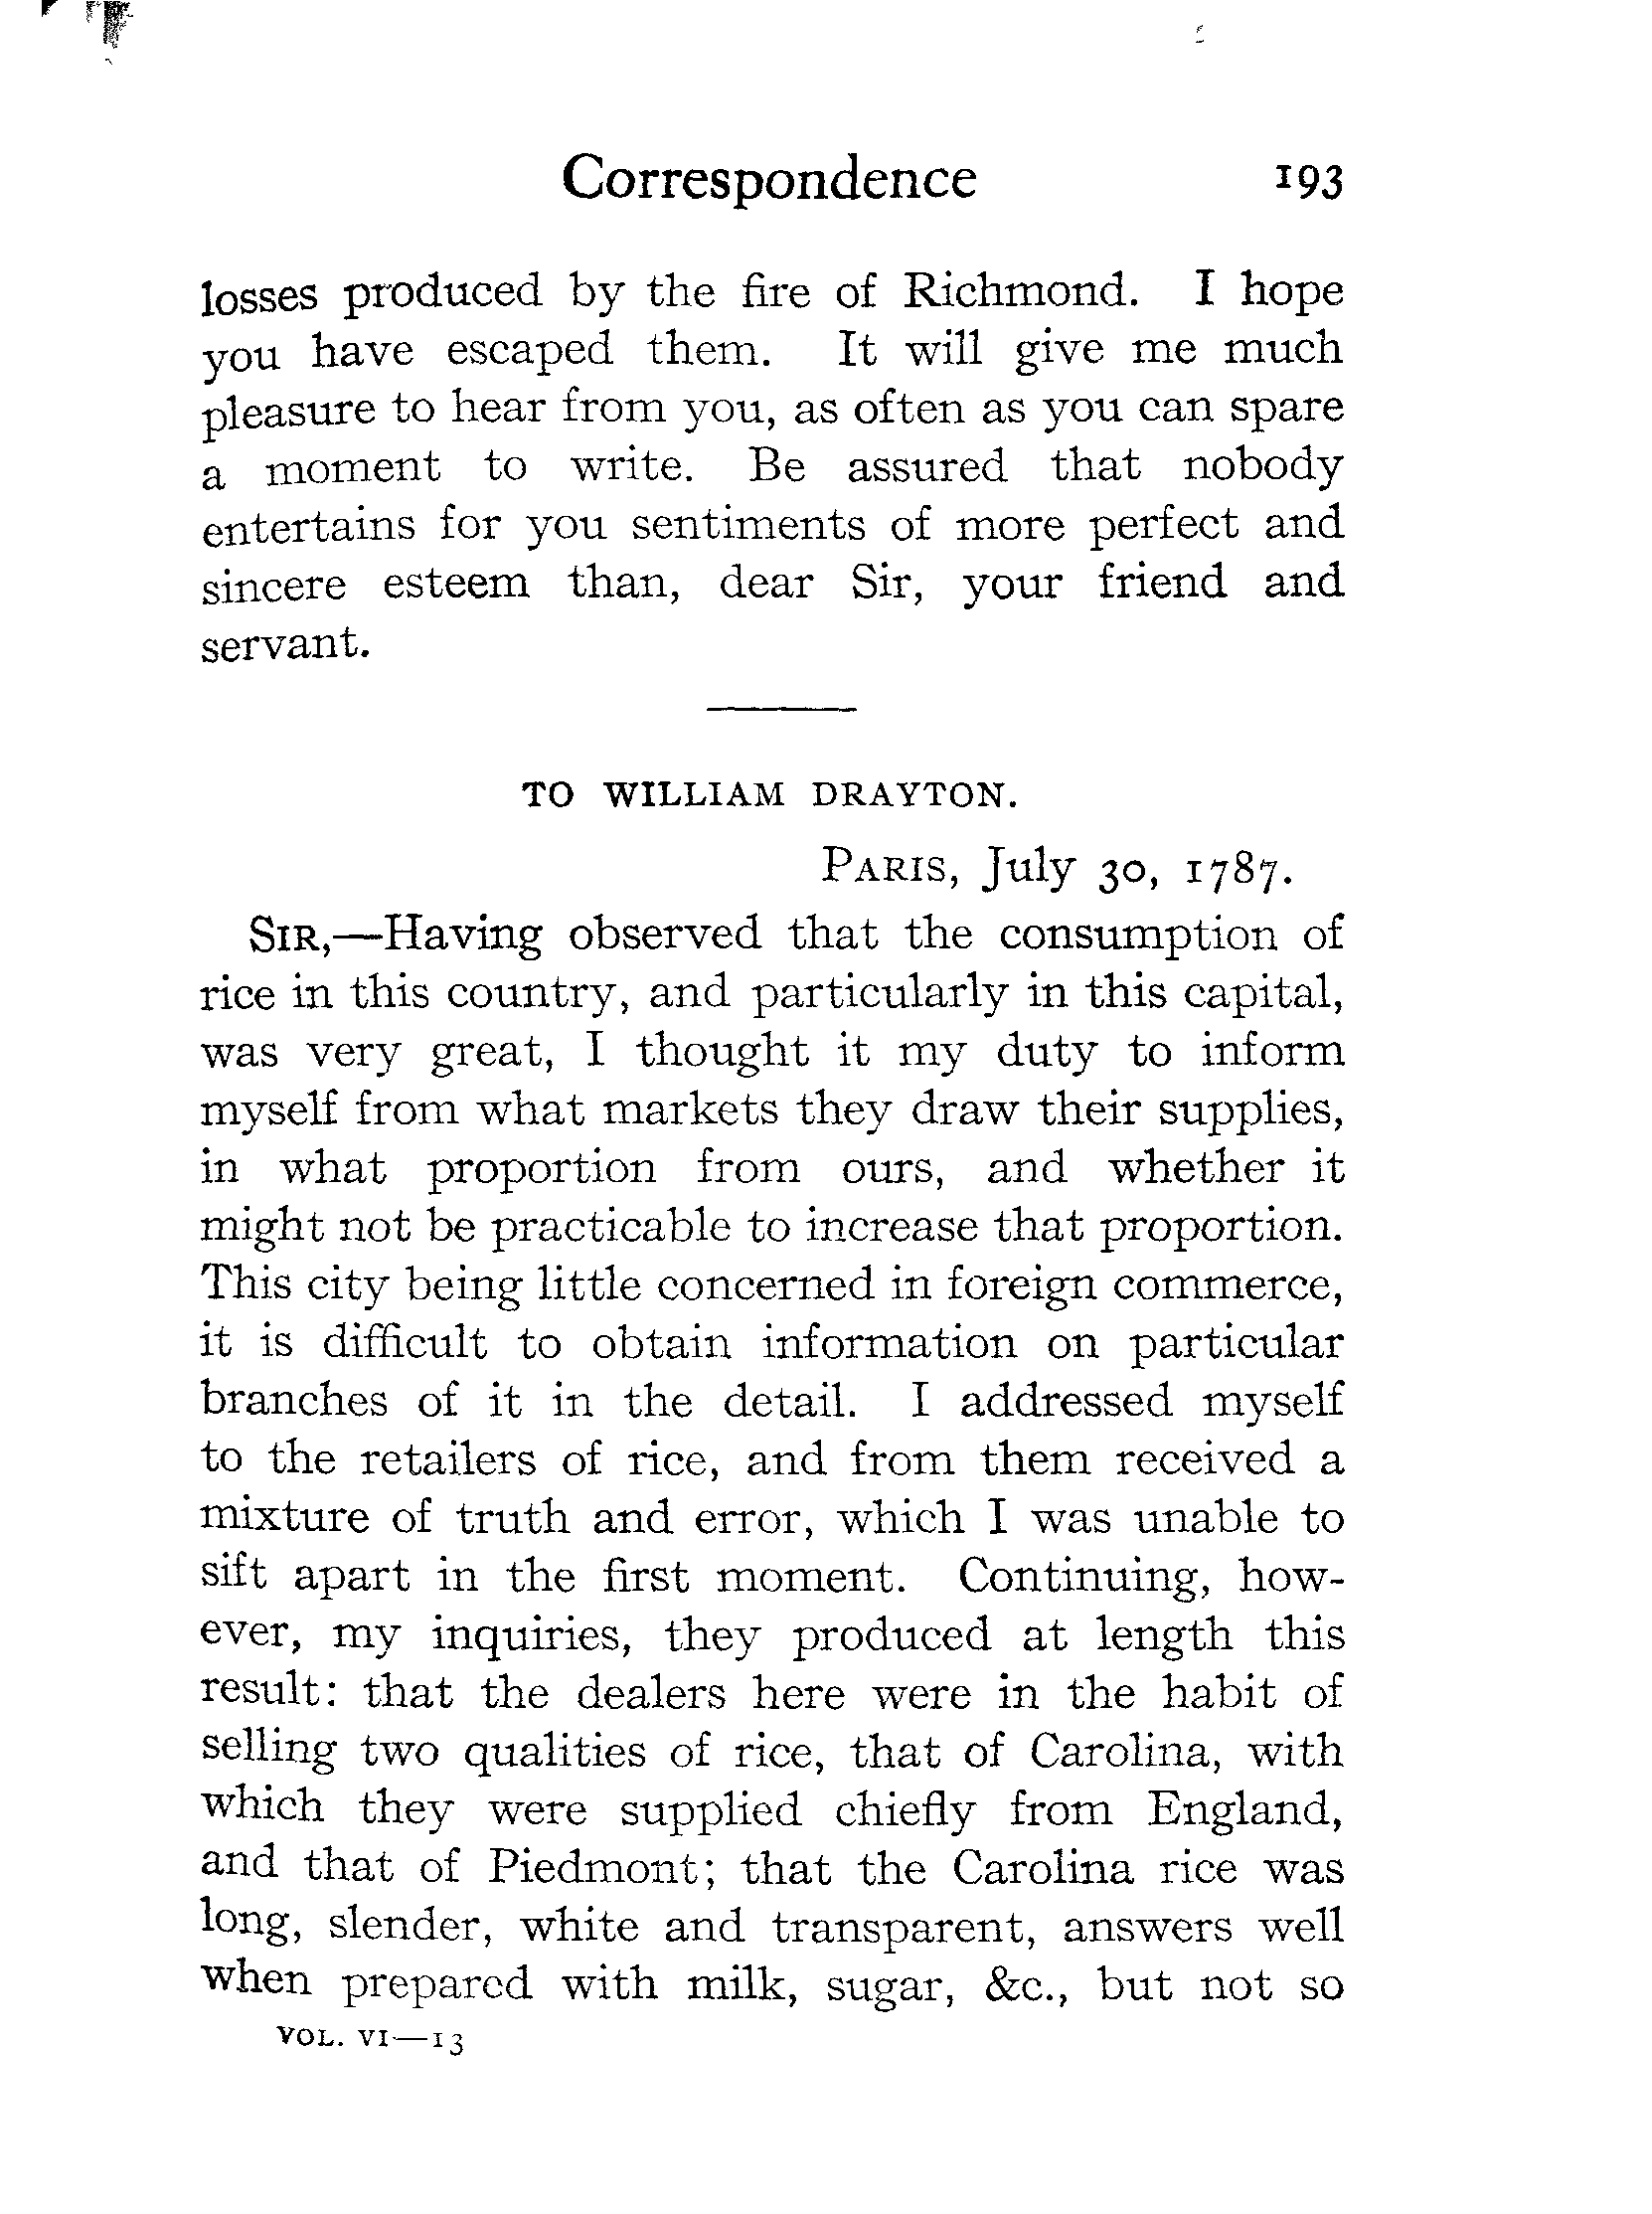 Correspondence 193
losses produced by the fire of Richmond. I hope
you have escaped them. It will give me much
pleasure to hear from you, as often as you can spare
a moment to write. Be assured that nobody
entertains for you sentiments of more perfect and
sincere esteem than, dear Sir, your friend and
servant.
TO WILLIAM DRAYTON.
PARIS, July 30, 1787.
SIR,—Having observed that the consumption of
rice in this country, and particularly in this capital,
was very great, I thought it my duty to inform
myself from what markets they draw their supplies,
in what proportion from ours, and whether it
might not be practicable to increase that proportion.
This city being little concerned in foreign commerce,
it is difficult to obtain information on particular
branches of it in the detail. I addressed myself
to the retailers of rice, and from them received a
mixture of truth and error, which I was unable to
sift apart in the first moment. Continuing, how-
ever, my inquiries, they produced at length this
result: that the dealers here were in the habit of
selling two qualities of rice, that of Carolina, with
which they were supplied chiefly from England,
and that of Piedmont; that the Carolina rice was
long, slender, white and transparent, answers well
when prepared with milk, sugar, &c., but not so
VOL. VI—13